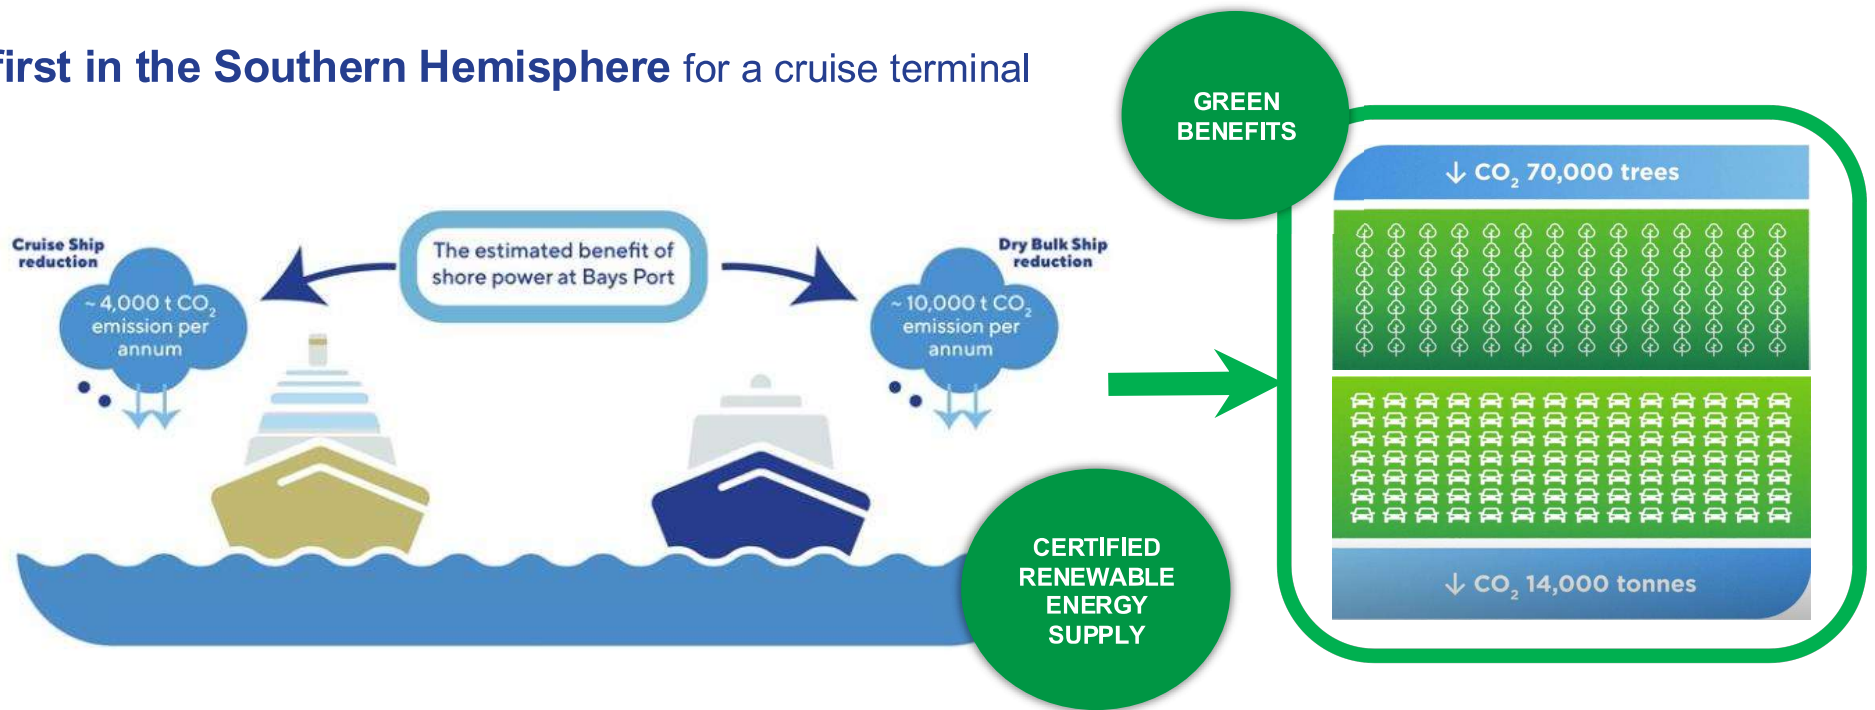 first in the Southern Hemisphere for a cruise terminal
GREEN
BENEFITS
↓ CO₂ 70,000 trees
Cruise Ship
reduction
~ 4,000 t CO₂
emission per
annum
The estimated benefit of
shore power at Bays Port
Dry Bulk Ship
reduction
~ 10,000 t CO₂
emission per
annum
CERTIFIED
RENEWABLE
ENERGY
SUPPLY
↓ CO₂ 14,000 tonnes